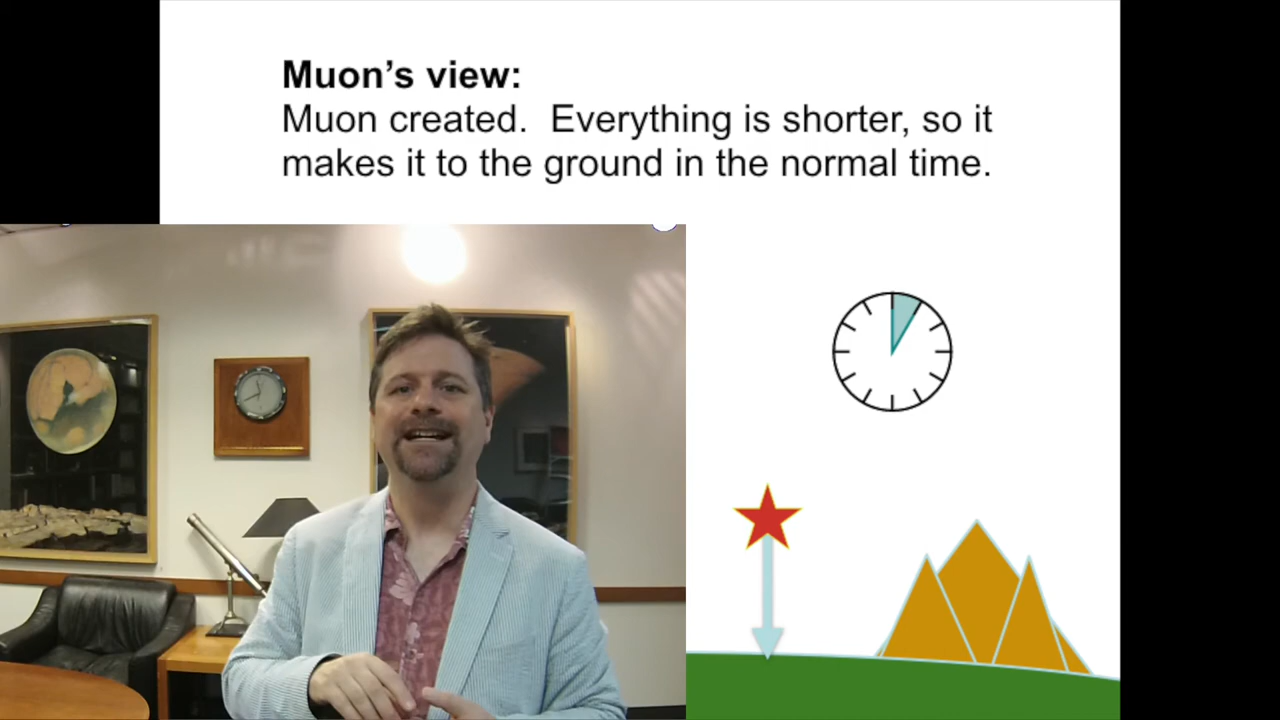 Muon’s view:
Muon created.  Everything is shorter, so it
makes it to the ground in the normal time.